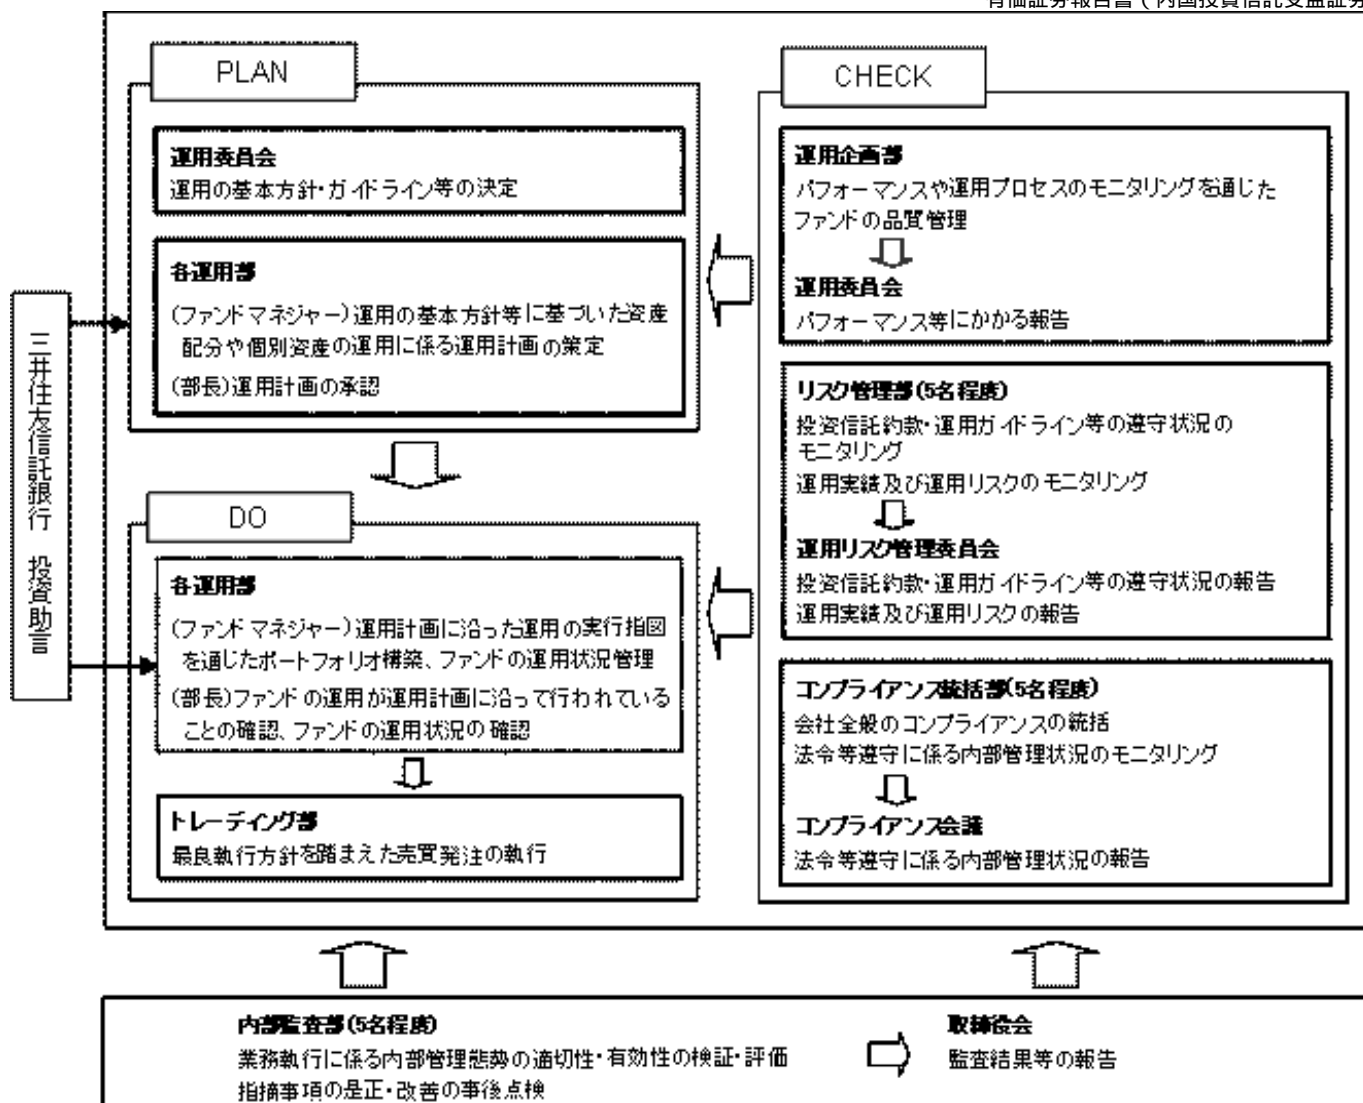 有価証券報告書（内国投資信託受益証券
PLAN
運用委員会
運用の基本方針・ガイドライン等の決定
各運用部
(ファンドマネジャー)運用の基本方針等に基づいた資産
配分や個別資産の運用に係る運用計画の策定
(部長)運用計画の承認
三井住友信託銀行　投資助言
DO
各運用部
(ファンドマネジャー)運用計画に沿った運用の実行指図
を通じたポートフォリオ構築、ファンドの運用状況管理
(部長)ファンドの運用が運用計画に沿って行われている
ことの確認、ファンドの運用状況の確認
トレーディング部
最良執行方針を踏まえた売買発注の執行
CHECK
運用企画部
パフォーマンスや運用プロセスのモニタリングを通じた
ファンドの品質管理
運用委員会
パフォーマンス等にかかる報告
リスク管理部(5名程度)
投資信託約款・運用ガイドライン等の遵守状況の
モニタリング
運用実績及び運用リスクのモニタリング
運用リスク管理委員会
投資信託約款・運用ガイドライン等の遵守状況の報告
運用実績及び運用リスクの報告
コンプライアンス統括部(5名程度)
会社全般のコンプライアンスの統括
法令等遵守に係る内部管理状況のモニタリング
コンプライアンス会議
法令等遵守に係る内部管理状況の報告
内部監査部(5名程度)
業務執行に係る内部管理態勢の適切性・有効性の検証・評価
指摘事項の是正・改善の事後点検
取締役会
監査結果等の報告